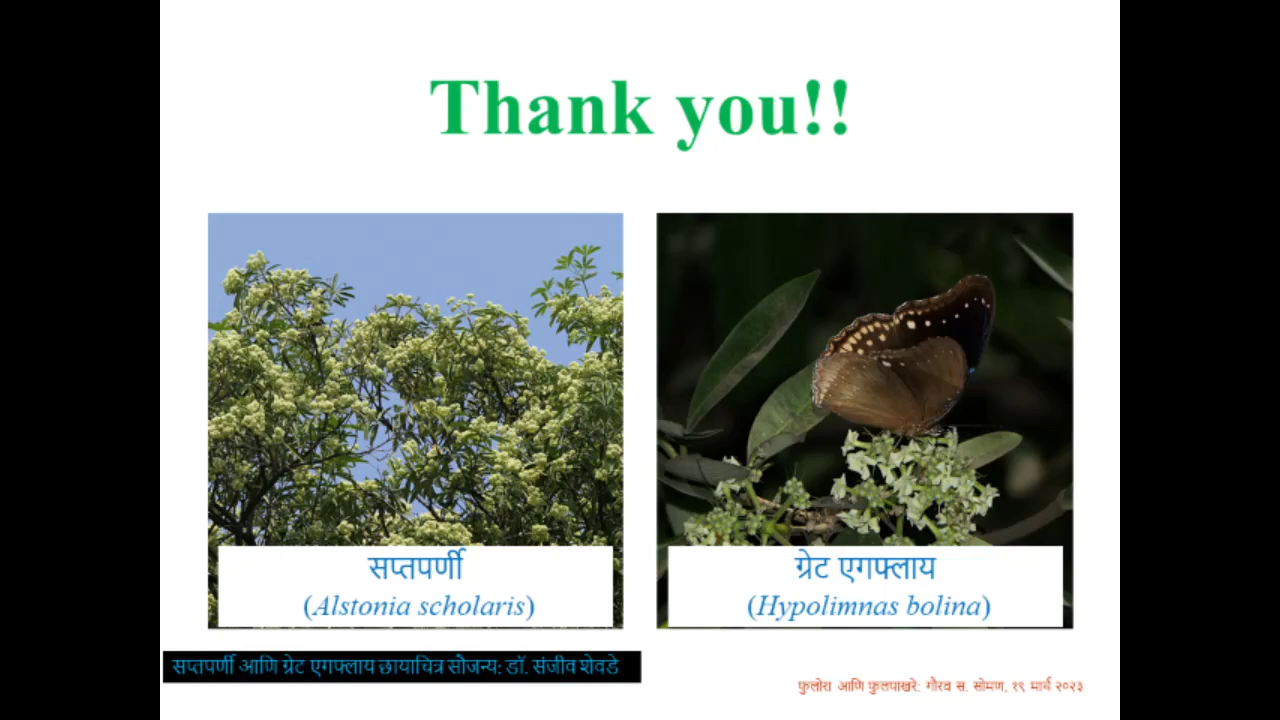 Thank you!!
सप्तपर्णी
(Alstonia scholaris)
ग्रेट एगफ्लाय
(Hypolimnas bolina)
सप्तपर्णी आणि ग्रेट एगफ्लाय छायाचित्र सौजन्य: डॉ. संजीव शेवडे
फुलोरा आणि फुलपाखरे: गौरव स. सोमण, १९ मार्च २०२३